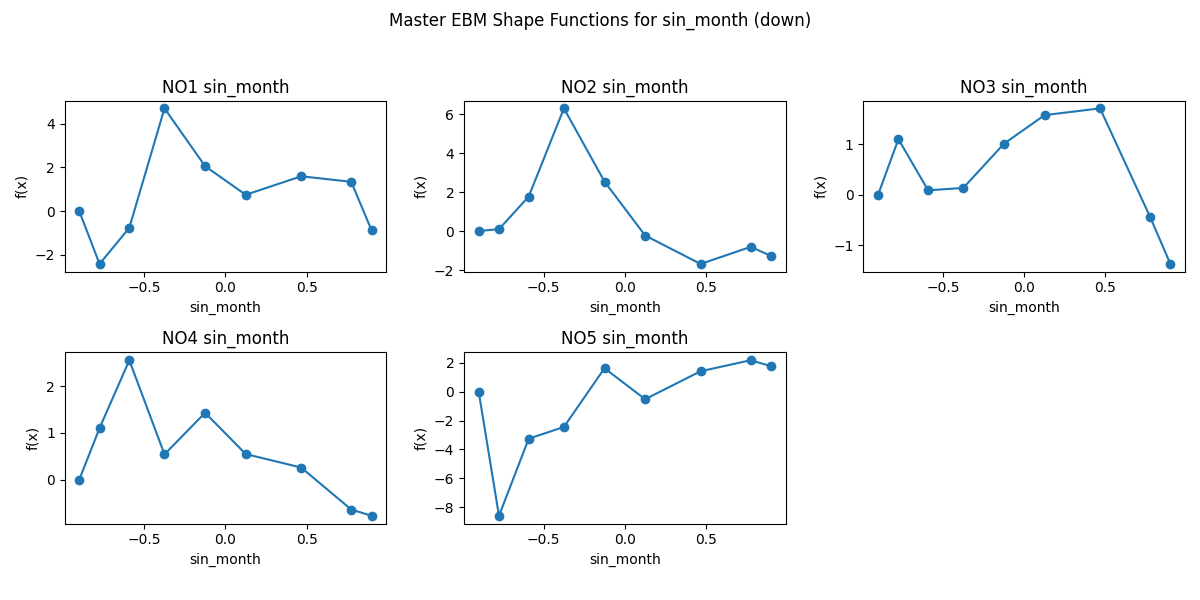 Master EBM Shape Functions for sin_month (down)
NO1 sin_month
NO2 sin_month
NO3 sin_month
f(x)
4
2
0
−2
−0.5
0.0
0.5
sin_month
f(x)
6
4
2
0
−2
−0.5
0.0
0.5
sin_month
f(x)
1
0
−1
−0.5
0.0
0.5
sin_month
NO4 sin_month
NO5 sin_month
f(x)
2
1
0
−0.5
0.0
0.5
sin_month
f(x)
2
0
−2
−4
−6
−8
−0.5
0.0
0.5
sin_month